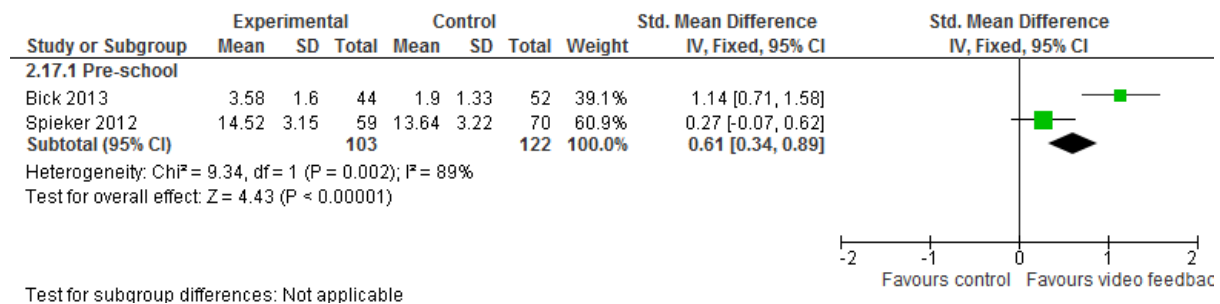 Experimental Control Std. Mean Difference Std. Mean Difference
Study or Subgroup Mean SD Total Mean SD Total Weight IV, Fixed, 95% CI IV, Fixed, 95% CI
2.17.1 Pre-school
Bick 2013 3.58 1.6 44 1.9 1.33 52 39.1% 1.14 [0.71, 1.58]
Spieker 2012 14.52 3.15 59 13.64 3.22 70 60.9% 0.27 [-0.07, 0.62]
Subtotal (95% CI) 103 122 100.0% 0.61 [0.34, 0.89]
Heterogeneity: Chi² = 9.34, df = 1 (P = 0.002); I² = 89%
Test for overall effect: Z = 4.43 (P < 0.00001)
-2 -1 0 1 2
Favours control Favours video feedbac
Test for subgroup differences: Not applicable